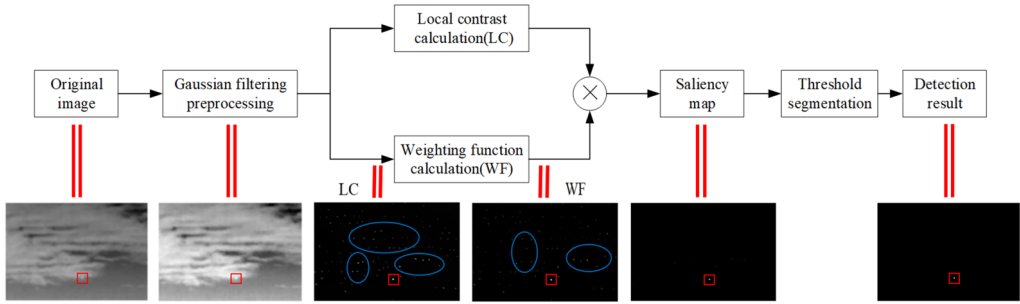 Local contrast
calculation(LC)
Original
image
Gaussian filtering
preprocessing
Saliency
map
Threshold
segmentation
Detection
result
Weighting function
calculation(WF)
LC
WF